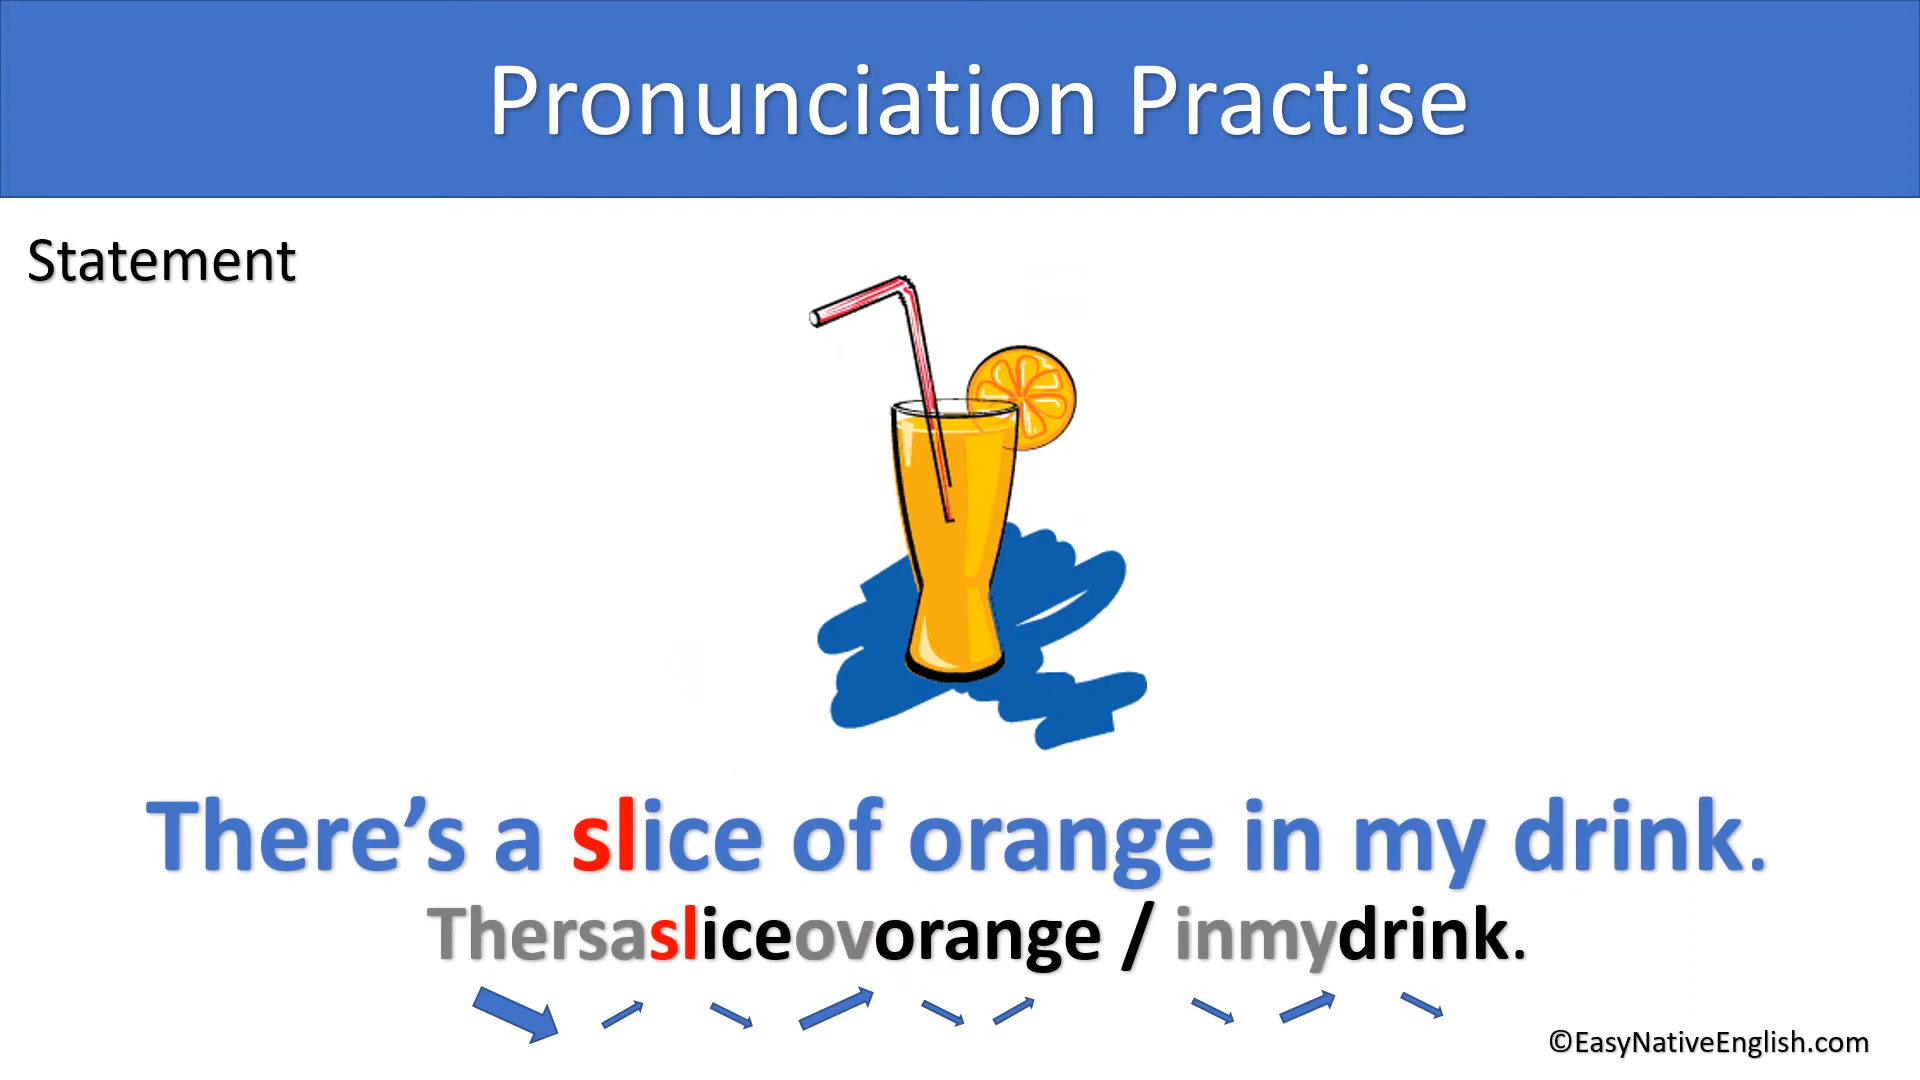 Pronunciation Practise
Statement
There’s a slice of orange in my drink.
Thersasliceovorange / inmydrink.
©EasyNativeEnglish.com